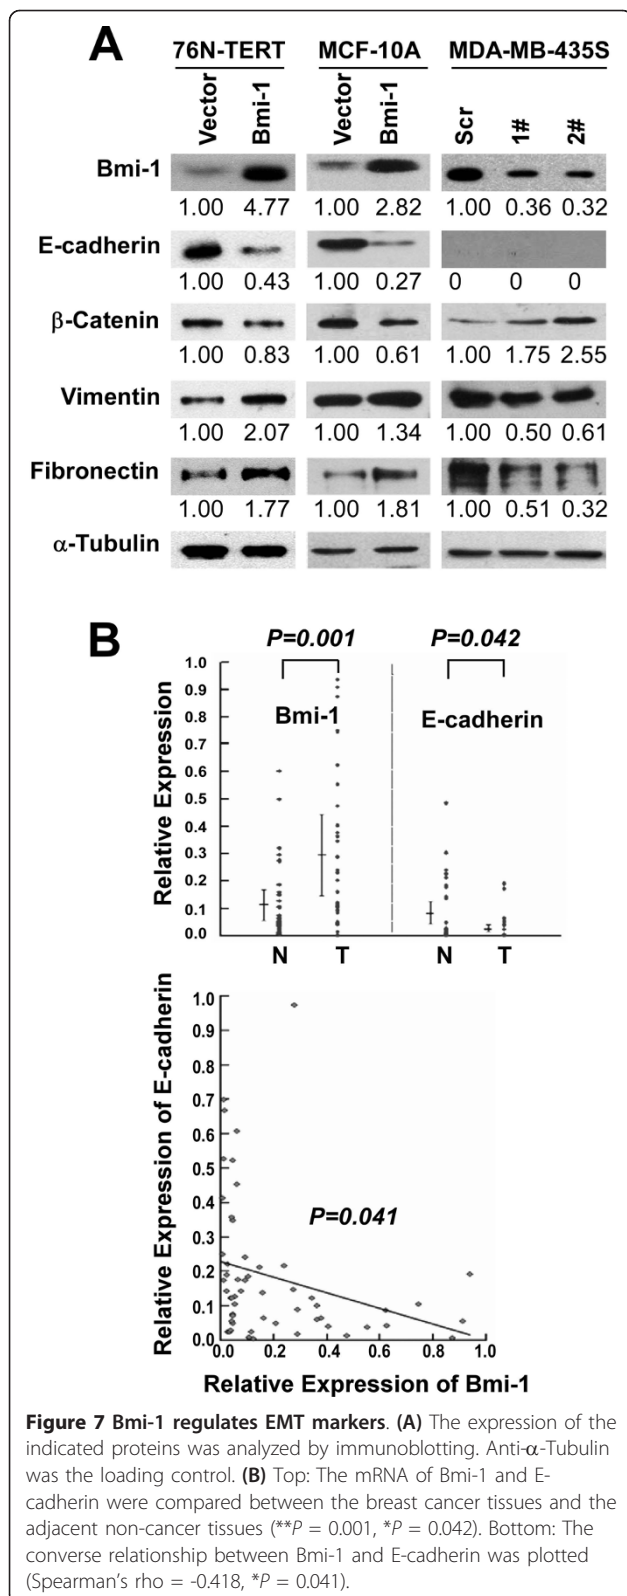 A
76N-TERT MCF-10A MDA-MB-435S
Vector Bmi-1 Vector Bmi-1 Scr 1# 2#
Bmi-1
1.00 4.77 1.00 2.82 1.00 0.36 0.32
E-cadherin
1.00 0.43 1.00 0.27 0 0 0
β-Catenin
1.00 0.83 1.00 0.61 1.00 1.75 2.55
Vimentin
1.00 2.07 1.00 1.34 1.00 0.50 0.61
Fibronectin
1.00 1.77 1.00 1.81 1.00 0.51 0.32
α-Tubulin
B
P=0.001 P=0.042
Relative Expression
1.0
0.9
0.8
0.7
0.6
0.5
0.4
0.3
0.2
0.1
0.0
Bmi-1 E-cadherin
N T N T
Relative Expression of E-cadherin
1.0
0.9
0.8
0.7
0.6
0.5
0.4
0.3
0.2
0.1
0.0
P=0.041
0.0 0.2 0.4 0.6 0.8 1.0
Relative Expression of Bmi-1
Figure 7 Bmi-1 regulates EMT markers. (A) The expression of the
indicated proteins was analyzed by immunoblotting. Anti-α-Tubulin
was the loading control. (B) Top: The mRNA of Bmi-1 and E-
cadherin were compared between the breast cancer tissues and the
adjacent non-cancer tissues (**P = 0.001, *P = 0.042). Bottom: The
converse relationship between Bmi-1 and E-cadherin was plotted
(Spearman's rho = -0.418, *P = 0.041).